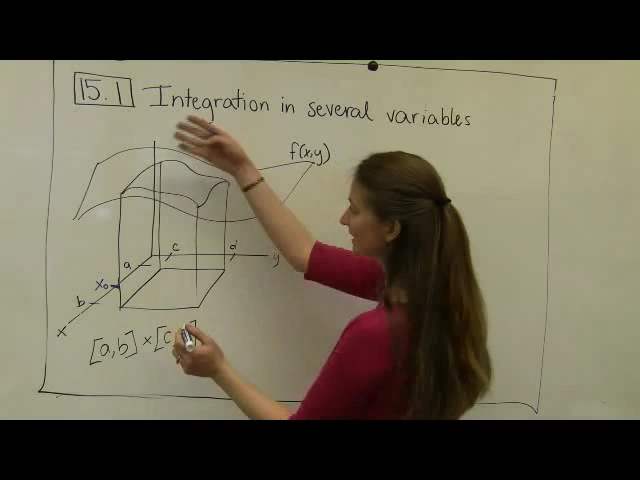 15.1 Integration in several variables
f(x,y)
c d
a y
x₀
b
x
[a,b] × [c, ]